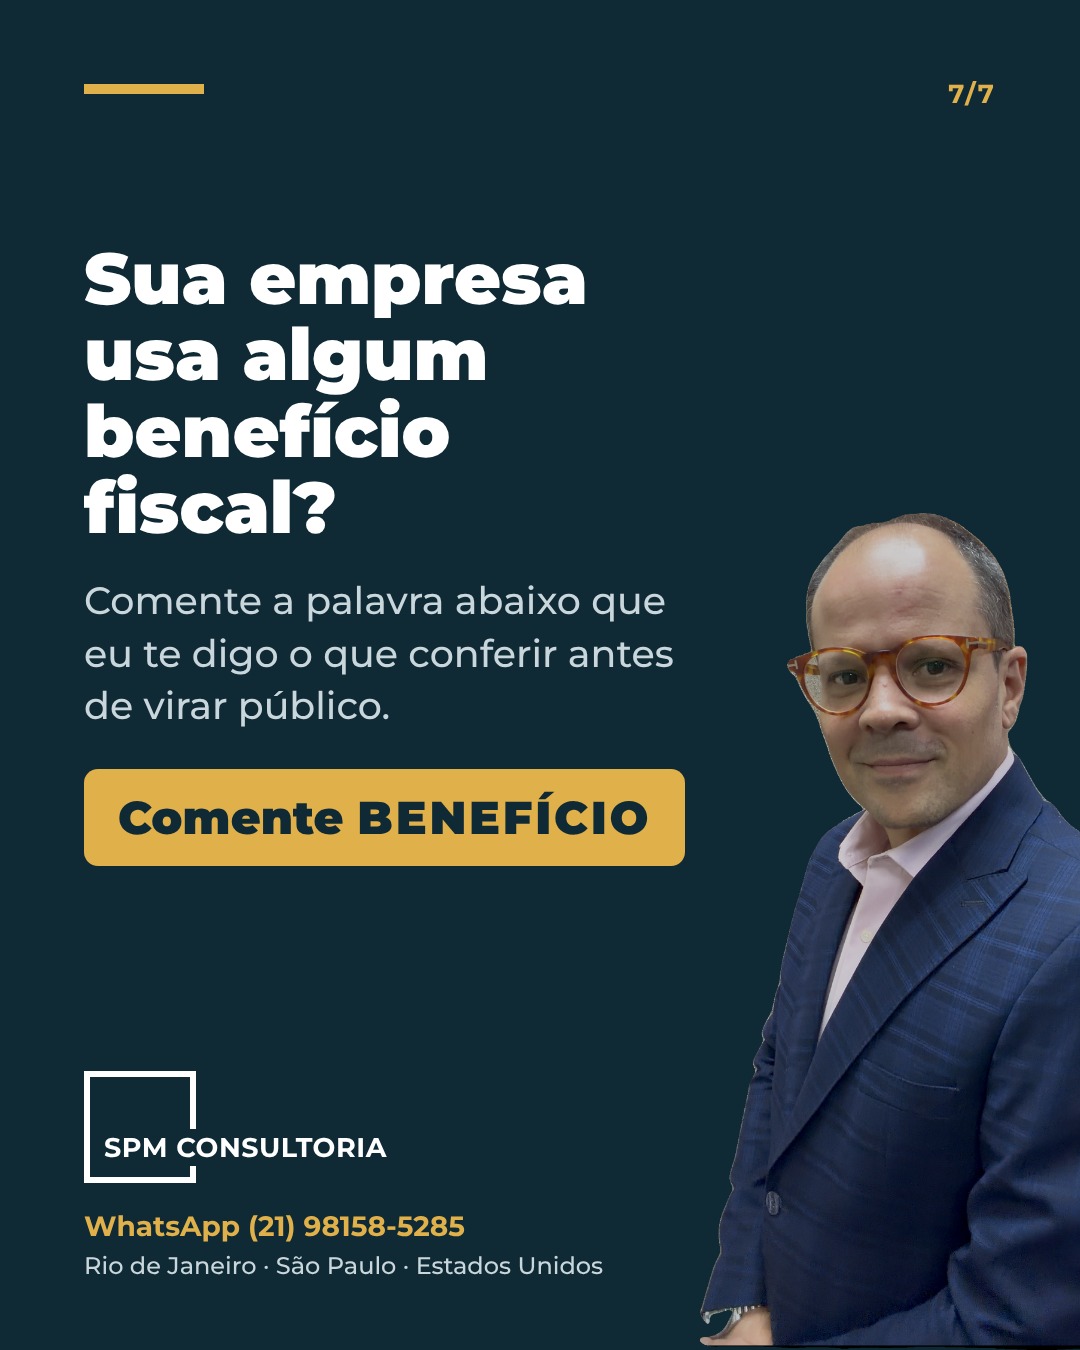 7/7
Sua empresa
usa algum
benefício
fiscal?
Comente a palavra abaixo que
eu te digo o que conferir antes
de virar público.
Comente BENEFÍCIO
SPM CONSULTORIA
WhatsApp (21) 98158-5285
Rio de Janeiro · São Paulo · Estados Unidos